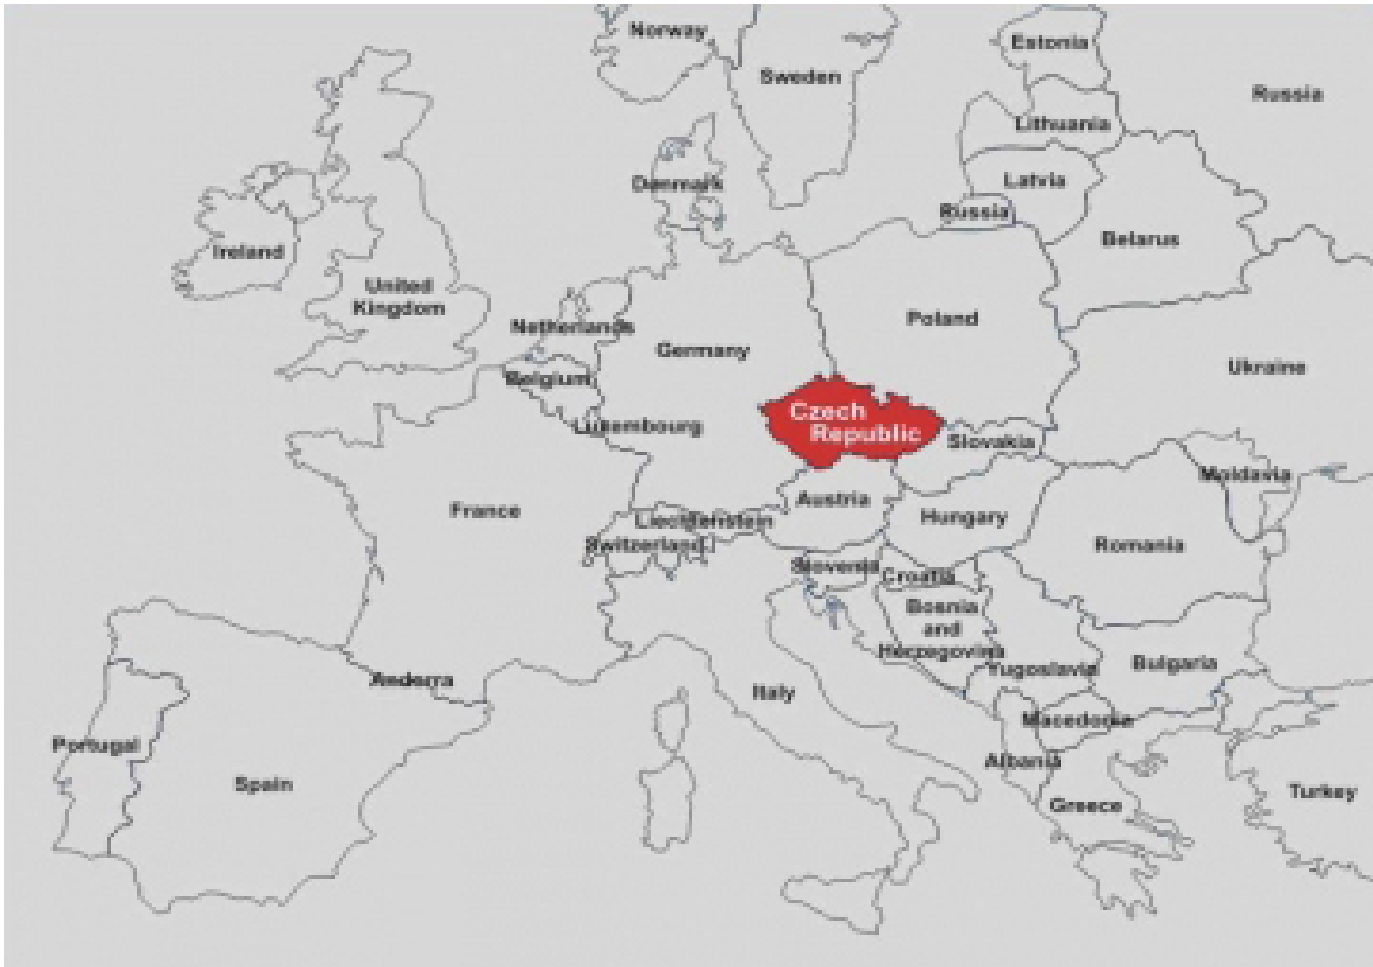 Norway
Estonia
Sweden
Russia
Lithuania
Denmark
Latvia
Russia
Belarus
Ireland
United
Kingdom
Netherlands
Poland
Germany
Ukraine
Belgium
Czech
Republic
Luxembourg
Slovakia
Moldavia
Austria
France
Liechtenstein
Hungary
Switzerland
Romania
Slovenia
Croatia
Bosnia
and
Herzegovina
Bulgaria
Yugoslavia
Anderra
Italy
Macedonia
Portugal
Albania
Spain
Turkey
Greece